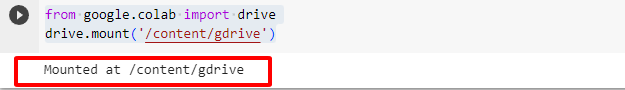 from google.colab import drive
drive.mount('/content/gdrive')
Mounted at /content/gdrive